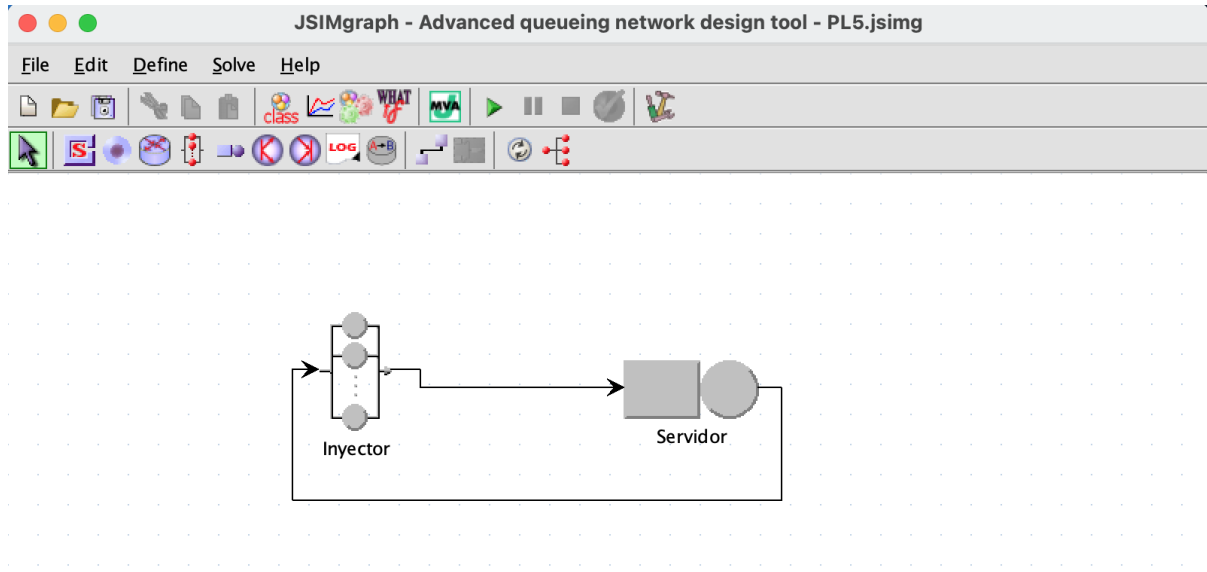 JSIMgraph - Advanced queueing network design tool - PL5.jsimg
File Edit Define Solve Help
class WHAT if MVA
S K K LOG A→B
Inyector
Servidor